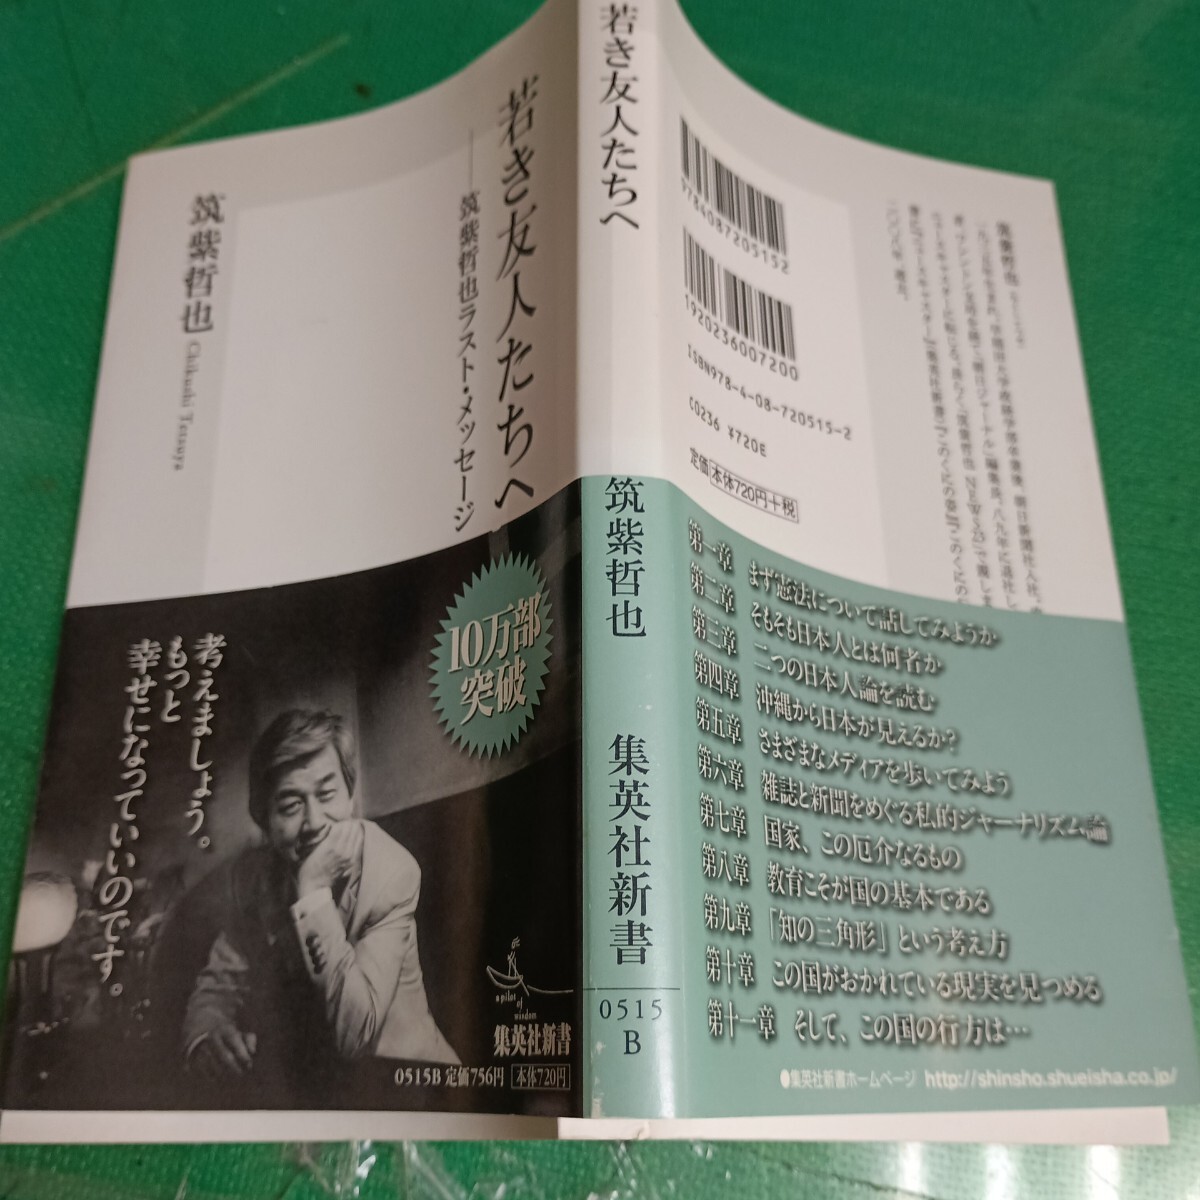 若き友人たちへ
――筑紫哲也ラスト・メッセージ
筑紫哲也
Chikushi Tetsuya
10万部
突破
考えましょう。
もっと
幸せになっていいのです。
a pilot
of
wisdom
集英社新書
0515B 定価756円 本体720円
若き友人たちへ
筑紫哲也
集英社新書
0515
B
9784087205152
1920236007200
ISBN978-4-08-720515-2
C0236 ¥720E
定価 本体720円+税
筑紫哲也
第一章 まず憲法について話してみようか
第二章 そもそも日本人とは何者か
第三章 二つの日本人論を読む
第四章 沖縄から日本が見えるか?
第五章 さまざまなメディアを歩いてみよう
第六章 雑誌と新聞をめぐる私的ジャーナリズム論
第七章 国家、この厄介なるもの
第八章 教育こそが国の基本である
第九章 「知の三角形」という考え方
第十章 この国がおかれている現実を見つめる
第十一章 そして、この国の行方は…
●集英社新書ホームページ http://shinsho.shueisha.co.jp/